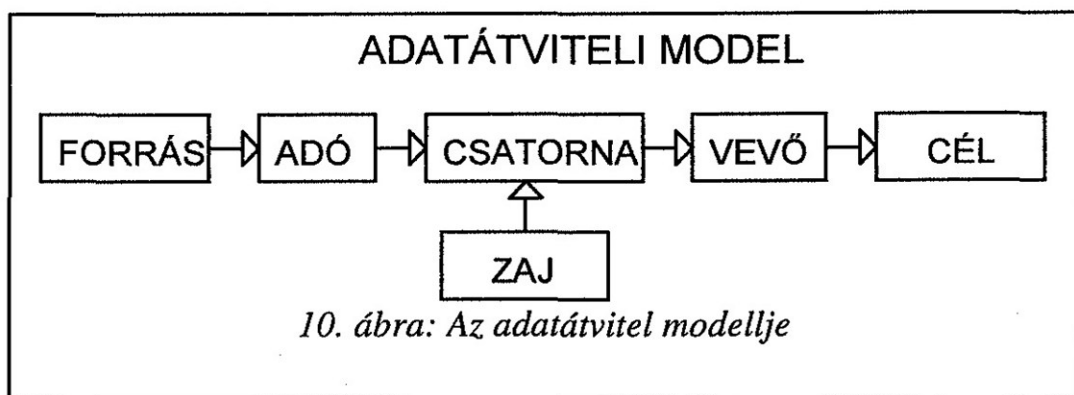 ADATÁTVITELI MODEL
FORRÁS ADÓ CSATORNA VEVŐ CÉL
ZAJ
10. ábra: Az adatátvitel modellje